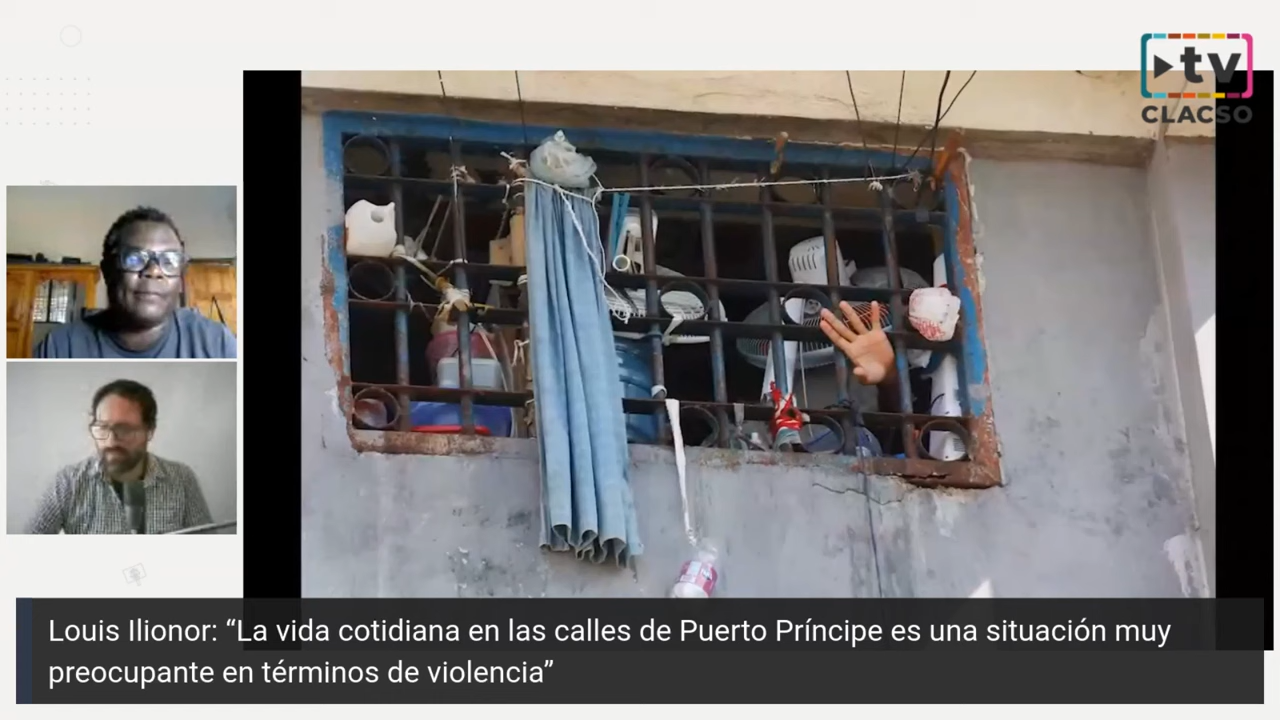 tv
CLACSO
Louis Ilionor: “La vida cotidiana en las calles de Puerto Príncipe es una situación muy
preocupante en términos de violencia”